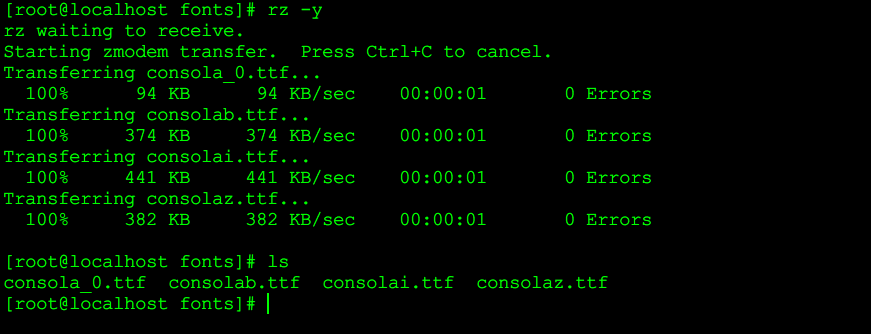 [root@localhost fonts]# rz -y
rz waiting to receive.
Starting zmodem transfer.  Press Ctrl+C to cancel.
Transferring consola_0.ttf...
  100%      94 KB      94 KB/sec    00:00:01       0 Errors
Transferring consolab.ttf...
  100%     374 KB     374 KB/sec    00:00:01       0 Errors
Transferring consolai.ttf...
  100%     441 KB     441 KB/sec    00:00:01       0 Errors
Transferring consolaz.ttf...
  100%     382 KB     382 KB/sec    00:00:01       0 Errors
[root@localhost fonts]# ls
consola_0.ttf  consolab.ttf  consolai.ttf  consolaz.ttf
[root@localhost fonts]#